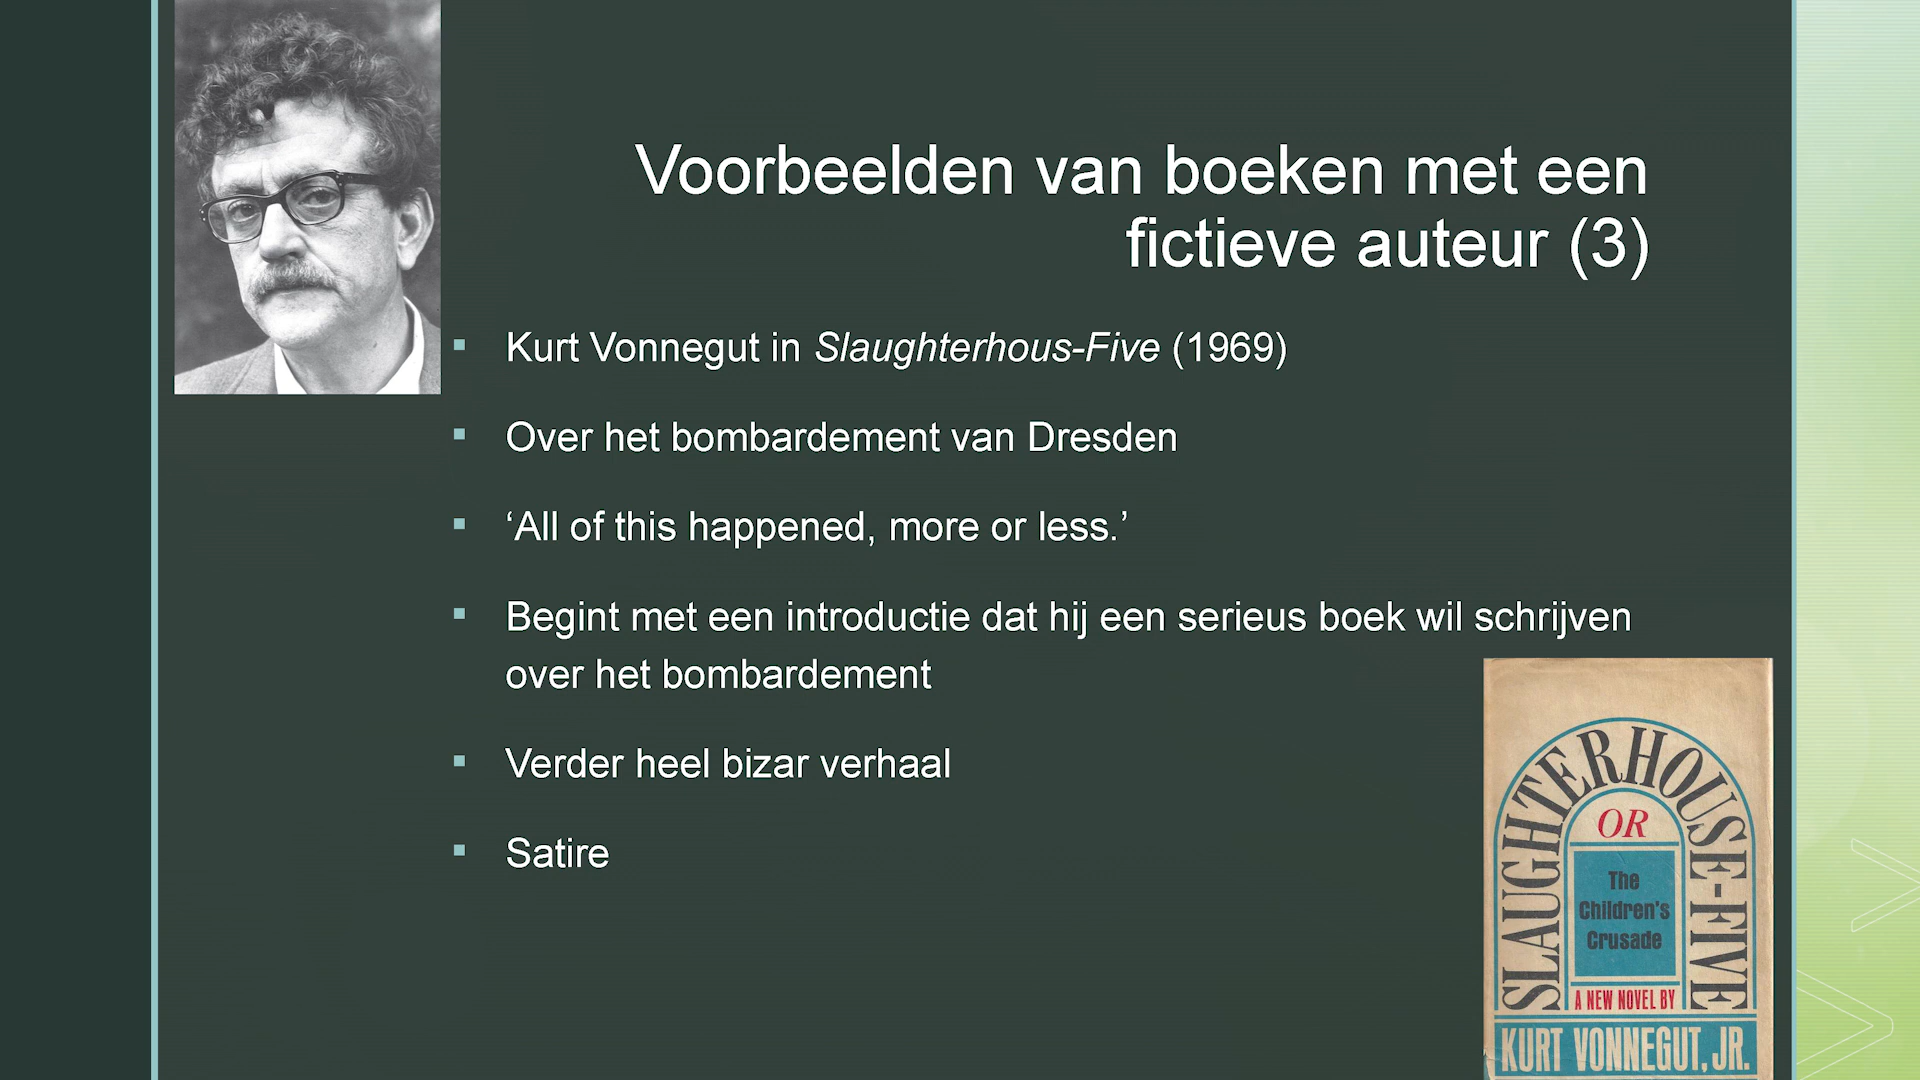 Voorbeelden van boeken met een
fictieve auteur (3)
Kurt Vonnegut in Slaughterhous-Five (1969)
Over het bombardement van Dresden
‘All of this happened, more or less.’
Begint met een introductie dat hij een serieus boek wil schrijven
over het bombardement
Verder heel bizar verhaal
Satire
SLAUGHTERHOUSE-FIVE
OR
The
Children's
Crusade
A NEW NOVEL BY
KURT VONNEGUT, JR.